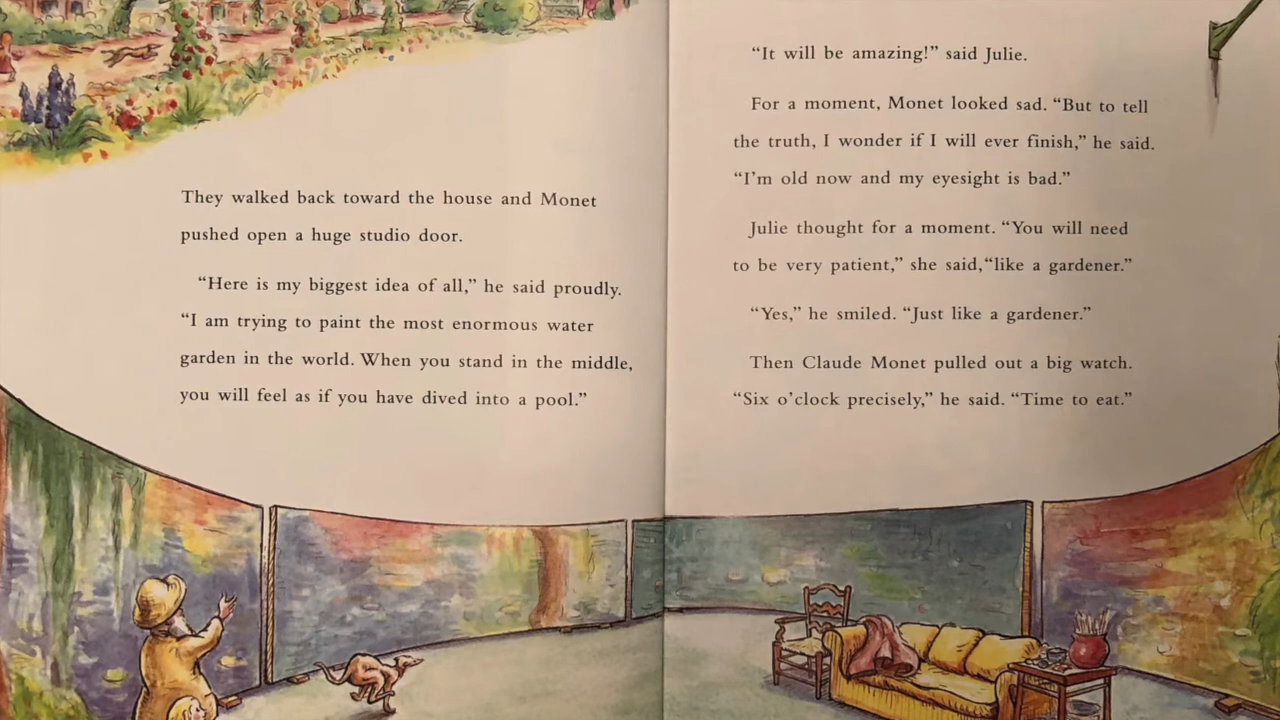 They walked back toward the house and Monet
pushed open a huge studio door.
“Here is my biggest idea of all,” he said proudly.
“I am trying to paint the most enormous water
garden in the world. When you stand in the middle,
you will feel as if you have dived into a pool.”
“It will be amazing!” said Julie.
For a moment, Monet looked sad. “But to tell
the truth, I wonder if I will ever finish,” he said.
“I’m old now and my eyesight is bad.”
Julie thought for a moment. “You will need
to be very patient,” she said,“like a gardener.”
“Yes,” he smiled. “Just like a gardener.”
Then Claude Monet pulled out a big watch.
“Six o’clock precisely,” he said. “Time to eat.”